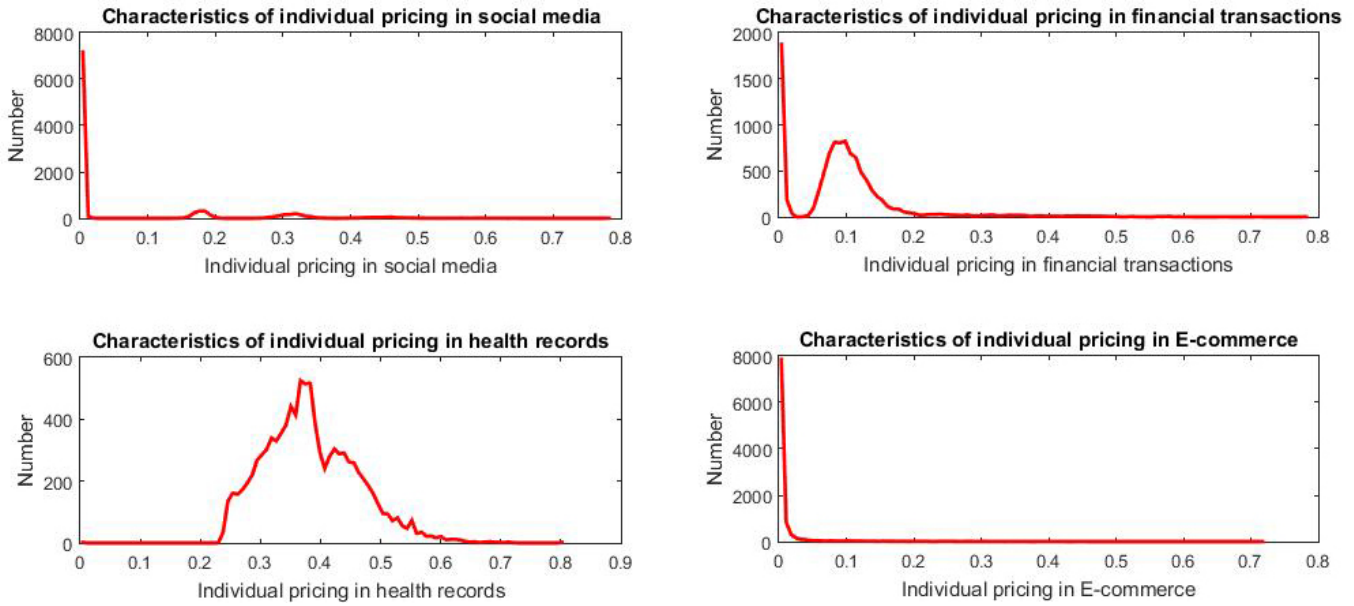 Characteristics of individual pricing in social media
8000
6000
4000
2000
0
Number
0 0.1 0.2 0.3 0.4 0.5 0.6 0.7 0.8
Individual pricing in social media
Characteristics of individual pricing in financial transactions
2000
1500
1000
500
0
Number
0 0.1 0.2 0.3 0.4 0.5 0.6 0.7 0.8
Individual pricing in financial transactions
Characteristics of individual pricing in health records
600
400
200
0
Number
0 0.1 0.2 0.3 0.4 0.5 0.6 0.7 0.8 0.9
Individual pricing in health records
Characteristics of individual pricing in E-commerce
8000
6000
4000
2000
0
Number
0 0.1 0.2 0.3 0.4 0.5 0.6 0.7 0.8
Individual pricing in E-commerce